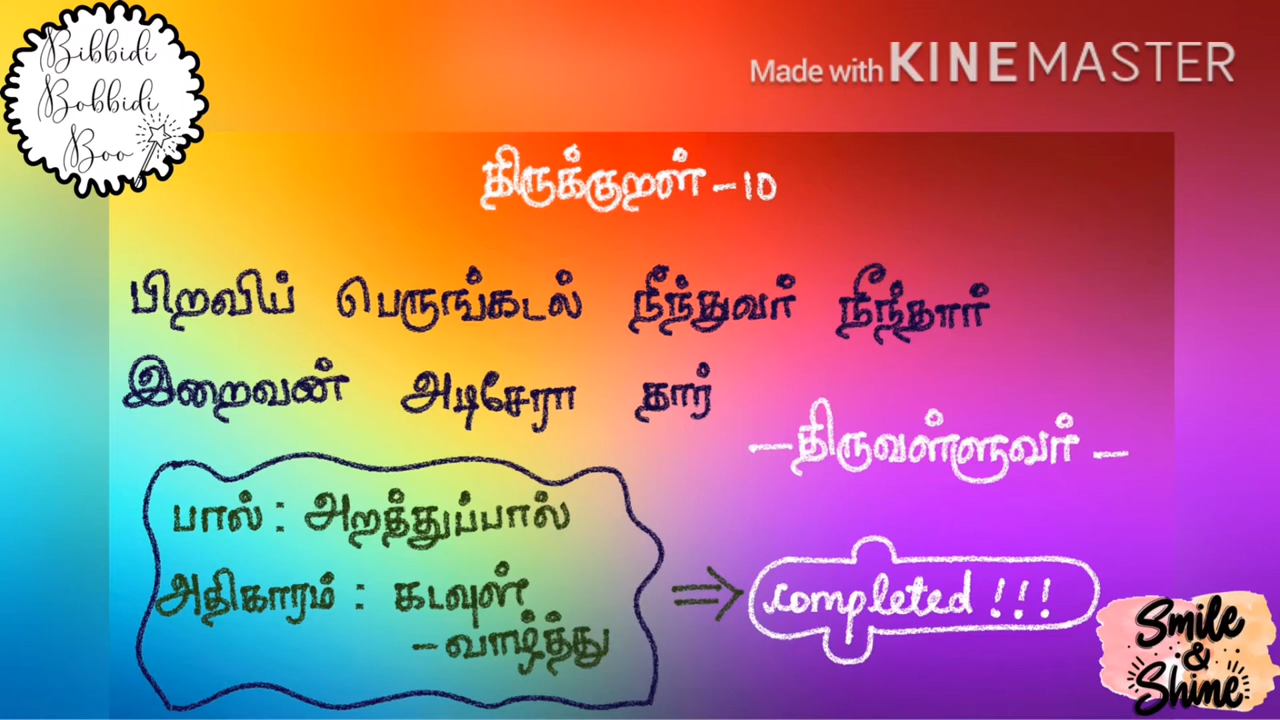 Bibbidi
Bobbidi
Boo
Made with KINEMASTER
திருக்குறள் - 10
பிறவிப் பெருங்கடல் நீந்துவர் நீந்தார்
இறைவன் அடிசேரா தார்
- திருவள்ளுவர் -
பால் : அறத்துப்பால்
அதிகாரம் : கடவுள்
- வாழ்த்து
⇒ completed !!!
Smile
&
Shine